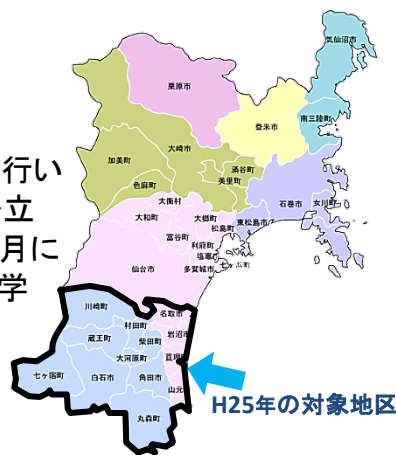 気仙沼市
栗原市
南三陸町
登米市
大崎市
加美町
涌谷町
美里町
色麻町
石巻市
女川町
大衡村
大郷町
東松島市
大和町
松島町
富谷町
利府町
塩竈市
七ヶ浜町
多賀城市
仙台市
行い
立
月に
学
川崎町
名取市
村田町
岩沼市
蔵王町
柴田町
大河原町
亘理町
七ヶ宿町
白石市
角田市
山元町
丸森町
H25年の対象地区